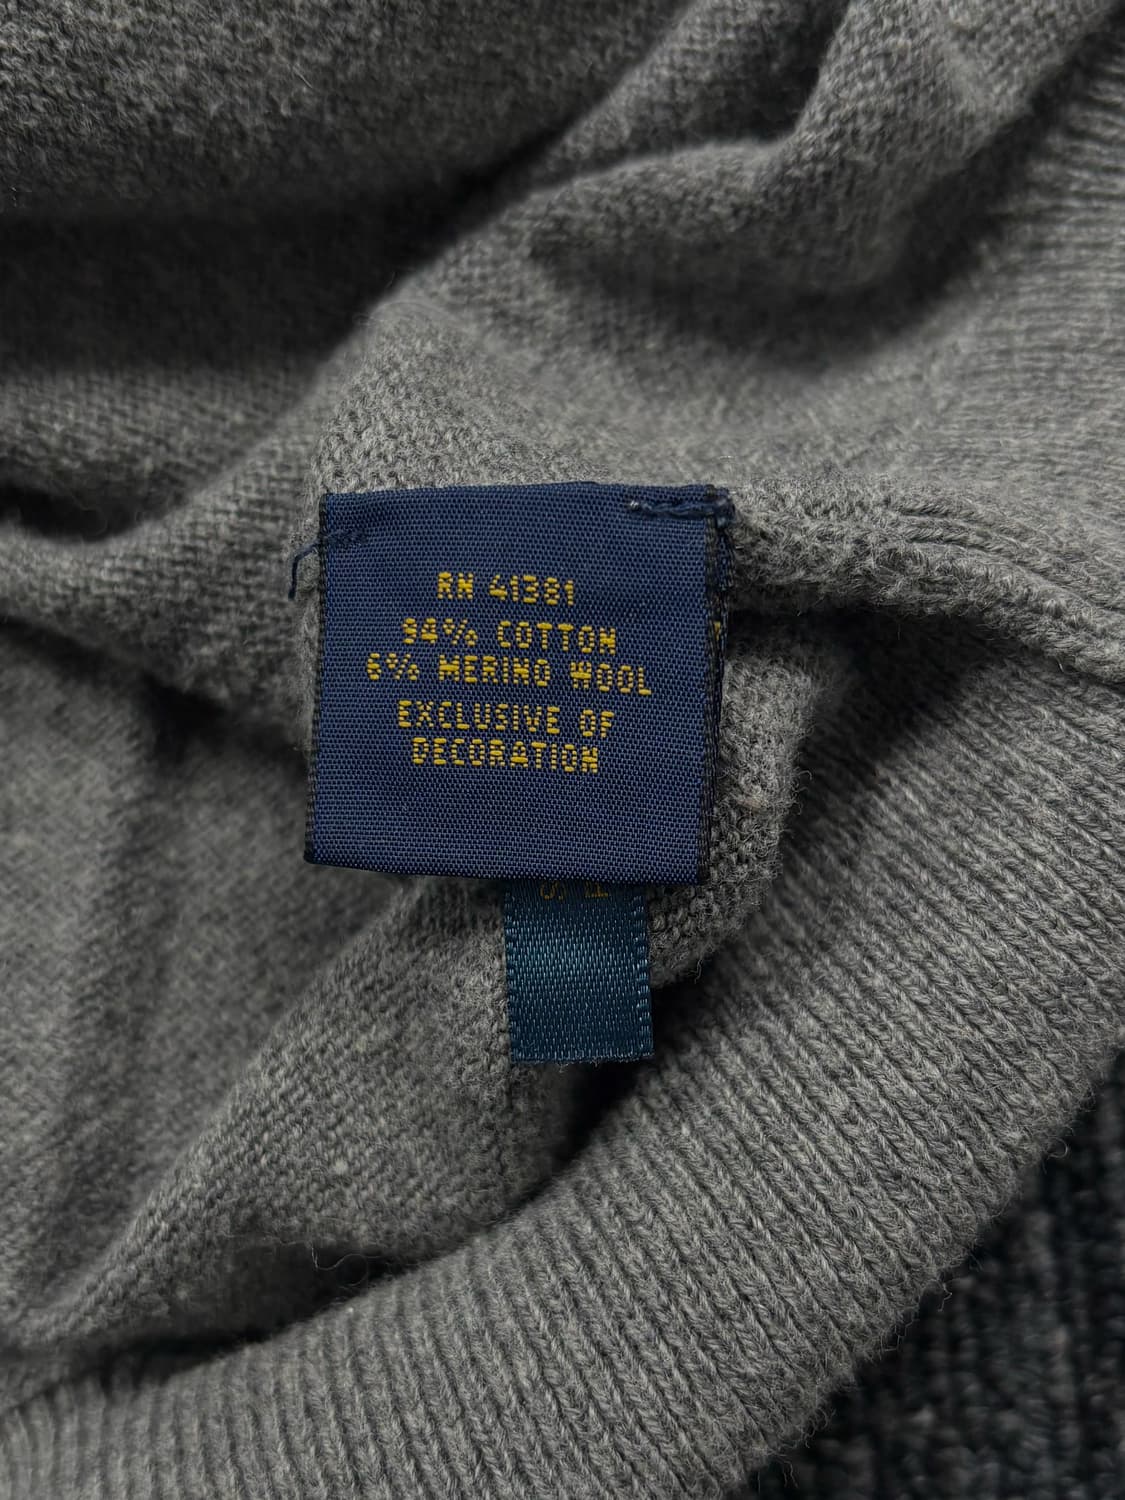 RN 41381
94% COTTON
6% MERINO WOOL
EXCLUSIVE OF
DECORATION